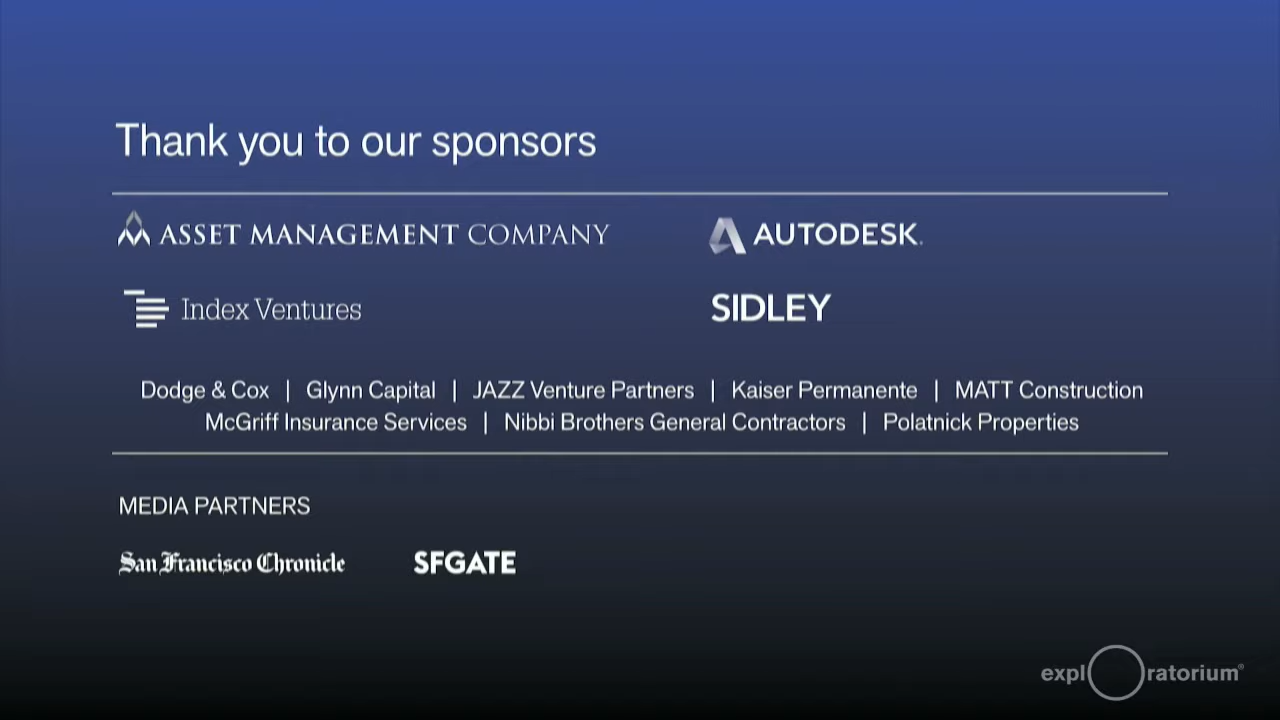 Thank you to our sponsors
ASSET MANAGEMENT COMPANY AUTODESK.
Index Ventures SIDLEY
Dodge & Cox | Glynn Capital | JAZZ Venture Partners | Kaiser Permanente | MATT Construction
McGriff Insurance Services | Nibbi Brothers General Contractors | Polatnick Properties
MEDIA PARTNERS
San Francisco Chronicle SFGATE
expl○ratorium®